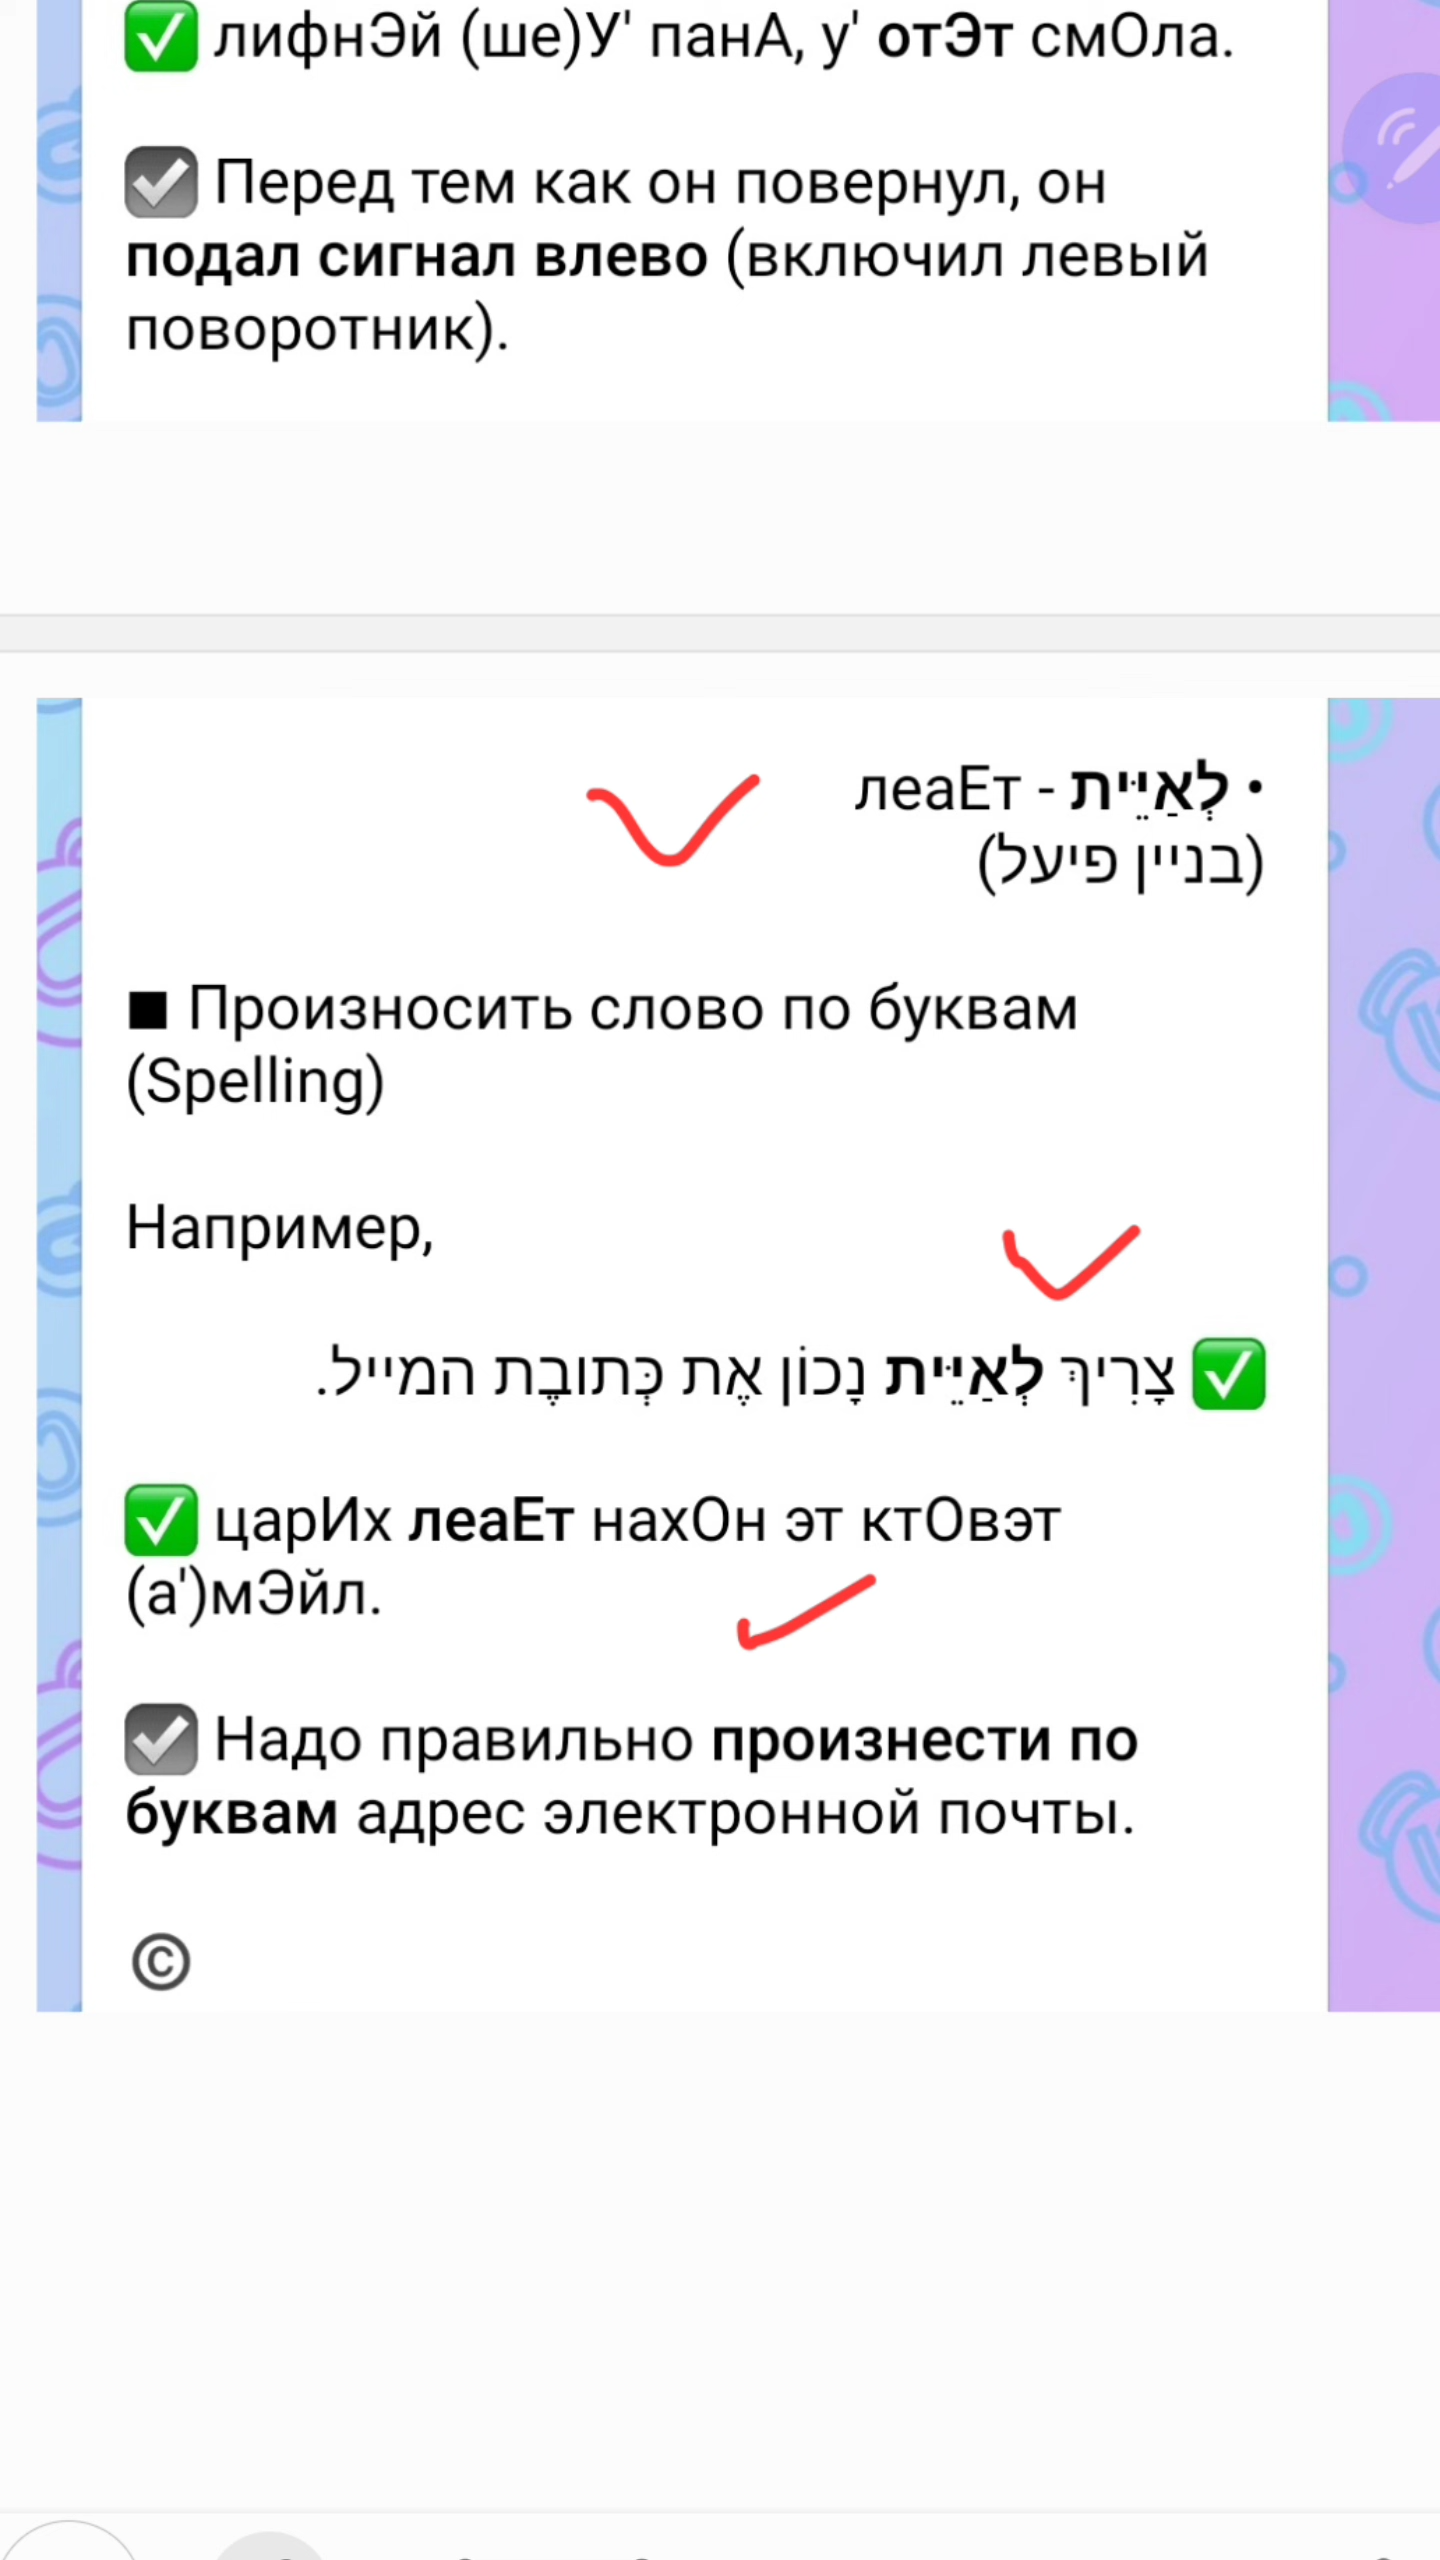 ✅ лифнЭй (ше)У' панА, у' отЭт смОла.
☑ Перед тем как он повернул, он
подал сигнал влево (включил левый
поворотник).
• לְאַיֵּית - леаЕт
(בניין פיעל)
■ Произносить слово по буквам
(Spelling)
Например,
✅ צָרִיךְ לְאַיֵּית נָכוֹן אֶת כְּתוֹבֶת המייל.
✅ царИх леаЕт нахОн эт ктОвэт
(а')мЭйл.
☑ Надо правильно произнести по
буквам адрес электронной почты.
©